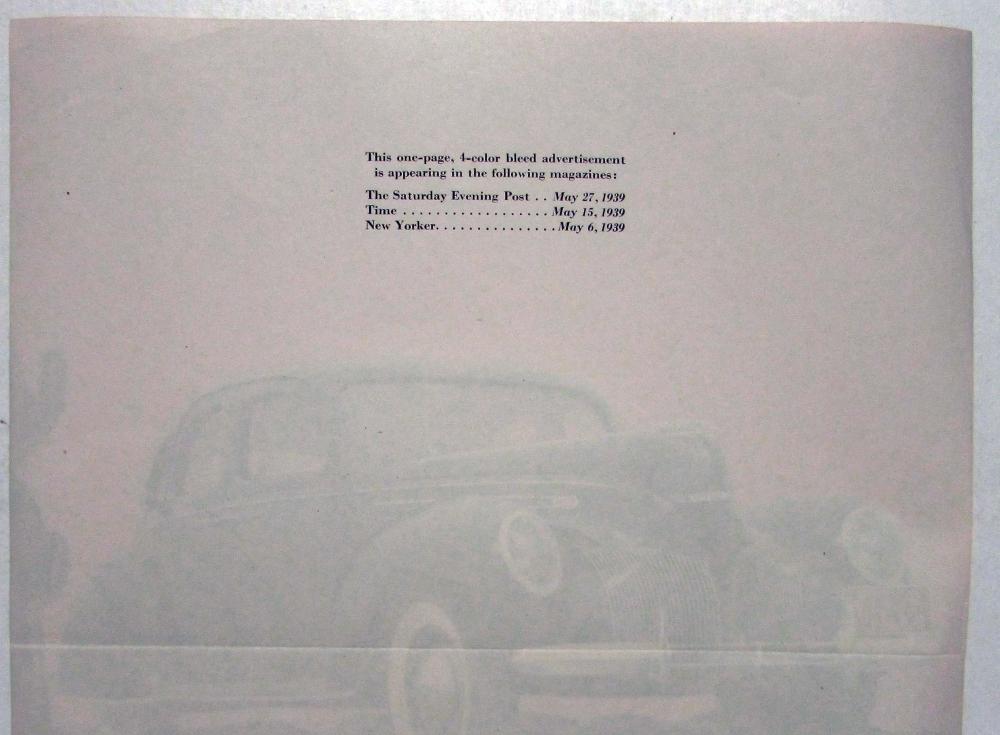 This one-page, 4-color bleed advertisement
is appearing in the following magazines:
The Saturday Evening Post . . May 27, 1939
Time . . . . . . . . . . . . . . . . . . May 15, 1939
New Yorker. . . . . . . . . . . . . . . May 6, 1939